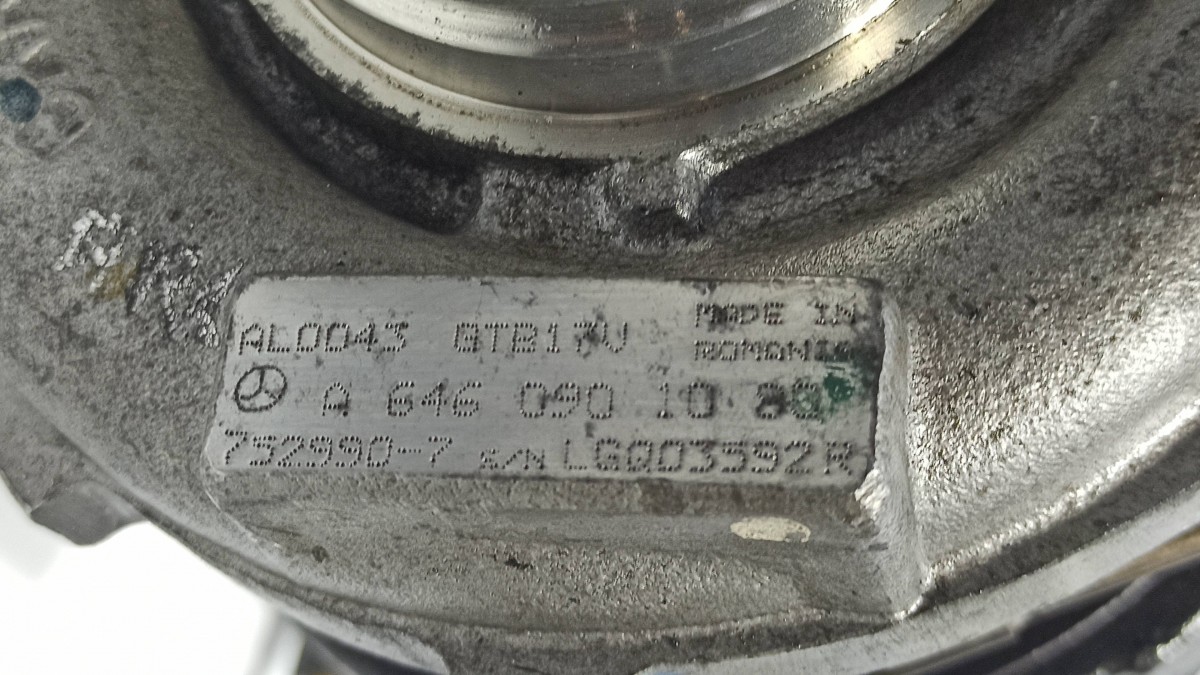 AL0043 GTB17V MADE IN
ROMANIA
A 646 090 10 80
752990-7 S/N LGQ03592R